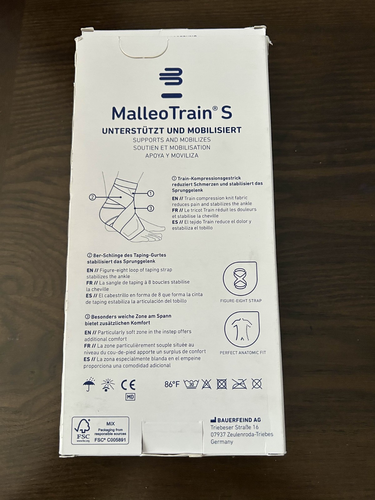 MalleoTrain® S
UNTERSTÜTZT UND MOBILISIERT
SUPPORTS AND MOBILIZES
SOUTIEN ET MOBILISATION
APOYA Y MOVILIZA
1
2
3
① Train-Kompressionsgestrick
reduziert Schmerzen und stabilisiert das
Sprunggelenk
EN // Train compression knit fabric
reduces pain and stabilizes the ankle
FR // Le tricot Train réduit les douleurs
et stabilise la cheville
ES // El tejido Train reduce el dolor y
estabiliza el tobillo
② 8er-Schlinge des Taping-Gurtes
stabilisiert das Sprunggelenk
EN // Figure-eight loop of taping strap
stabilizes the ankle
FR // La sangle de taping à 8 boucles stabilise
la cheville
ES // El cabestrillo en forma de 8 que forma la cinta
de taping estabiliza la articulación del tobillo
FIGURE-EIGHT STRAP
③ Besonders weiche Zone am Spann
bietet zusätzlichen Komfort
EN // Particularly soft zone in the instep offers
additional comfort
FR // La zone particulièrement souple située au
niveau du cou-de-pied apporte un surplus de confort
ES // La zona especialmente blanda en el empeine
proporciona una comodidad adicional
PERFECT ANATOMIC FIT
CE
MD
86°F
FSC
www.fsc.org
MIX
Packaging from
responsible sources
FSC® C005891
BAUERFEIND AG
Triebeser Straße 16
07937 Zeulenroda-Triebes
Germany